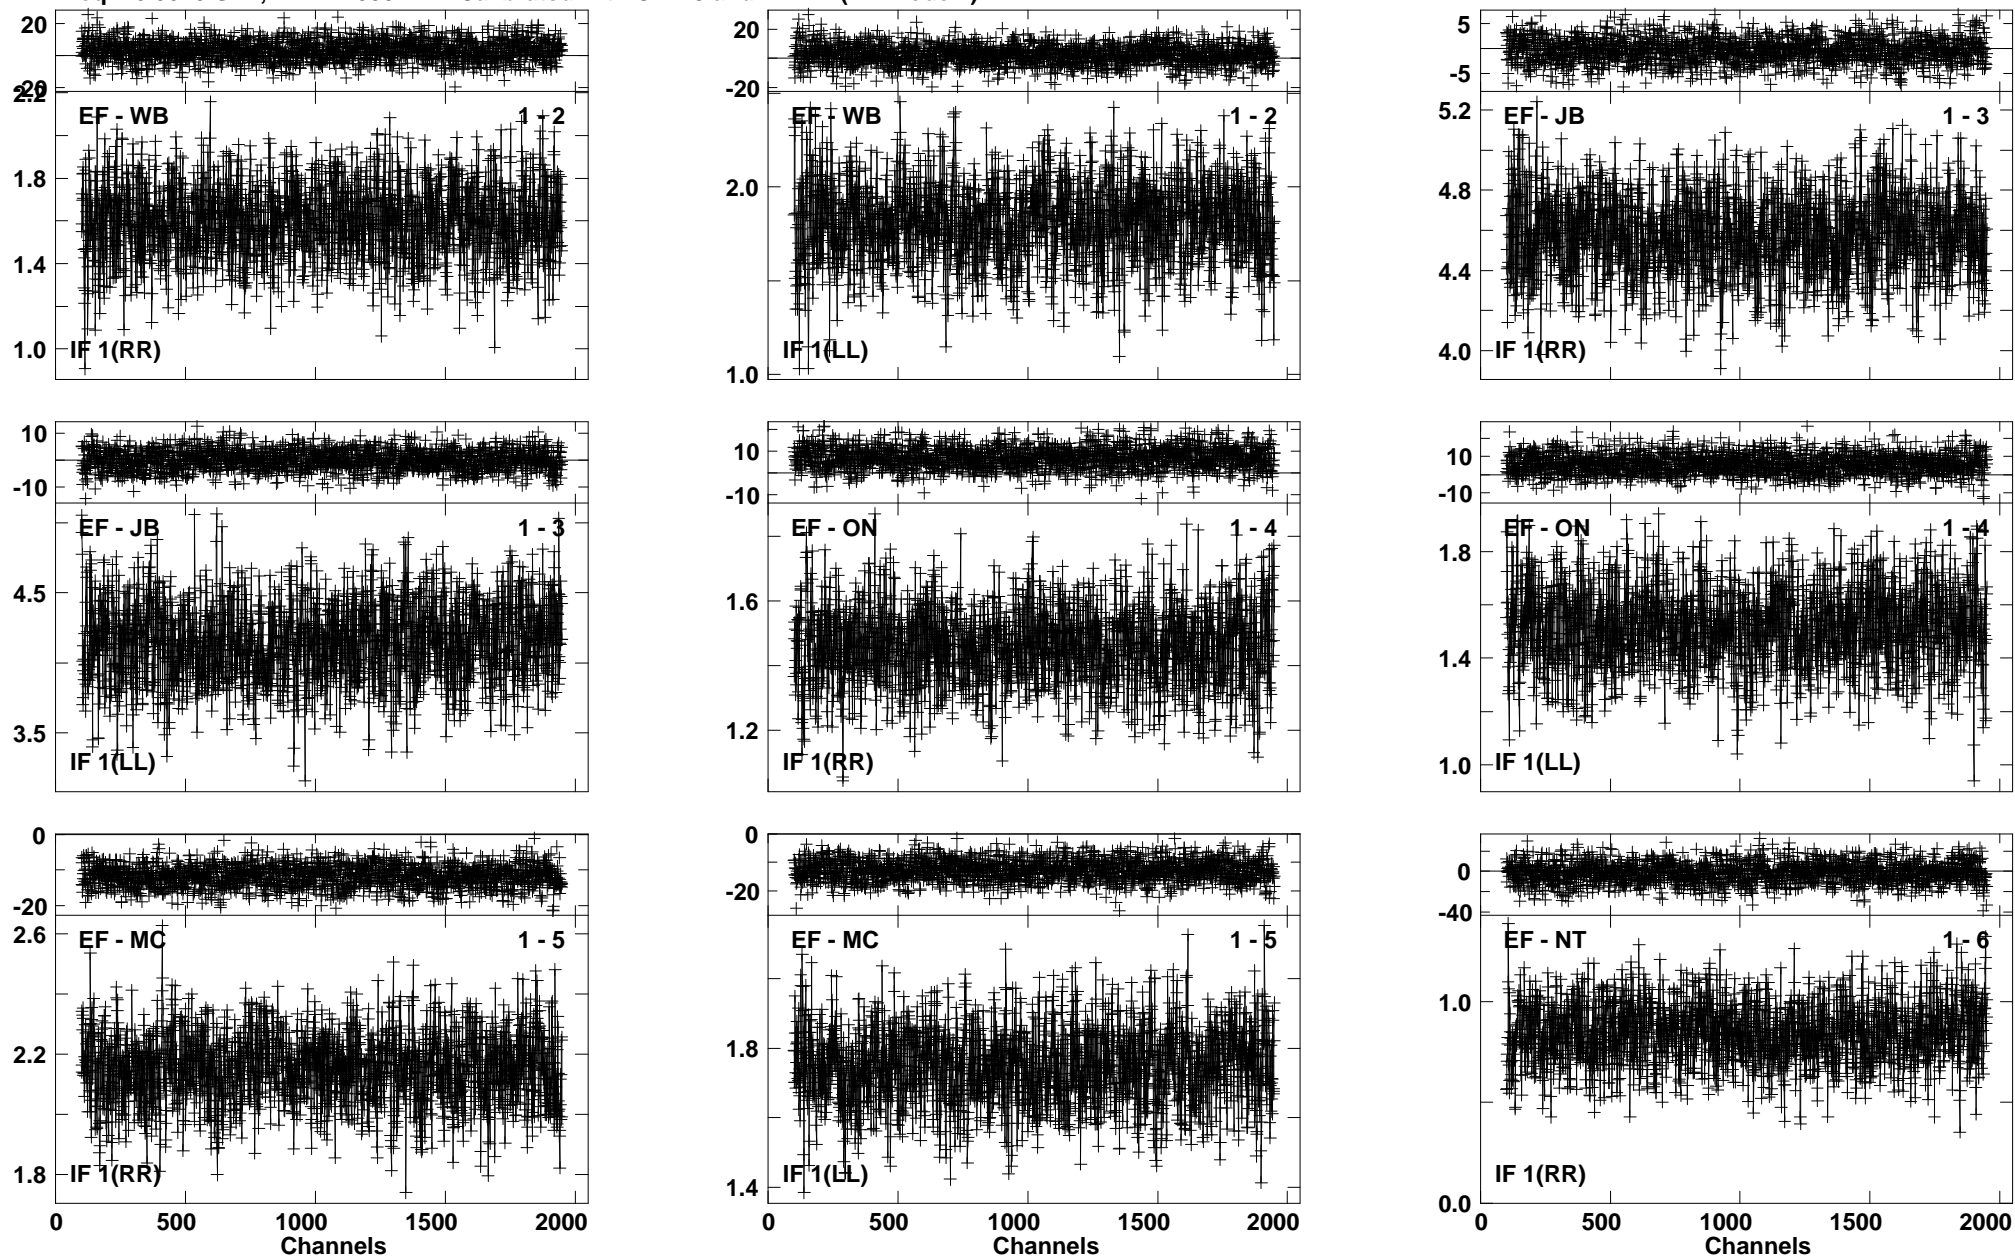 20
-20
2.2
EF - WB 1 - 2
1.8
1.4
1.0
IF 1(RR)
20
-20
EF - WB 1 - 2
2.0
1.0
IF 1(LL)
5
-5
5.2
EF - JB 1 - 3
4.8
4.4
4.0
IF 1(RR)
10
-10
EF - JB 1 - 3
4.5
3.5
IF 1(LL)
10
-10
EF - ON 1 - 4
1.6
1.2
IF 1(RR)
10
-10
EF - ON 1 - 4
1.8
1.4
1.0
IF 1(LL)
0
-20
2.6
EF - MC 1 - 5
2.2
1.8
IF 1(RR)
0 500 1000 1500 2000
Channels
0
-20
EF - MC 1 - 5
1.8
1.4
IF 1(LL)
0 500 1000 1500 2000
Channels
0
-40
EF - NT 1 - 6
1.0
0.0
IF 1(RR)
0 500 1000 1500 2000
Channels